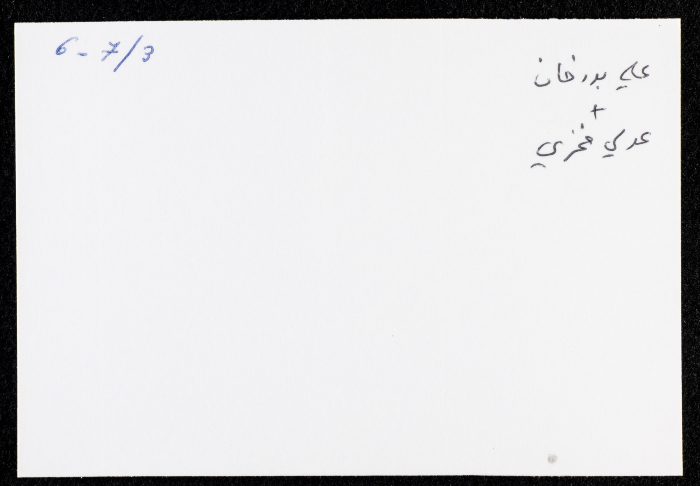 6 - 7/3
علي بدرخان
+
عدلي فخري